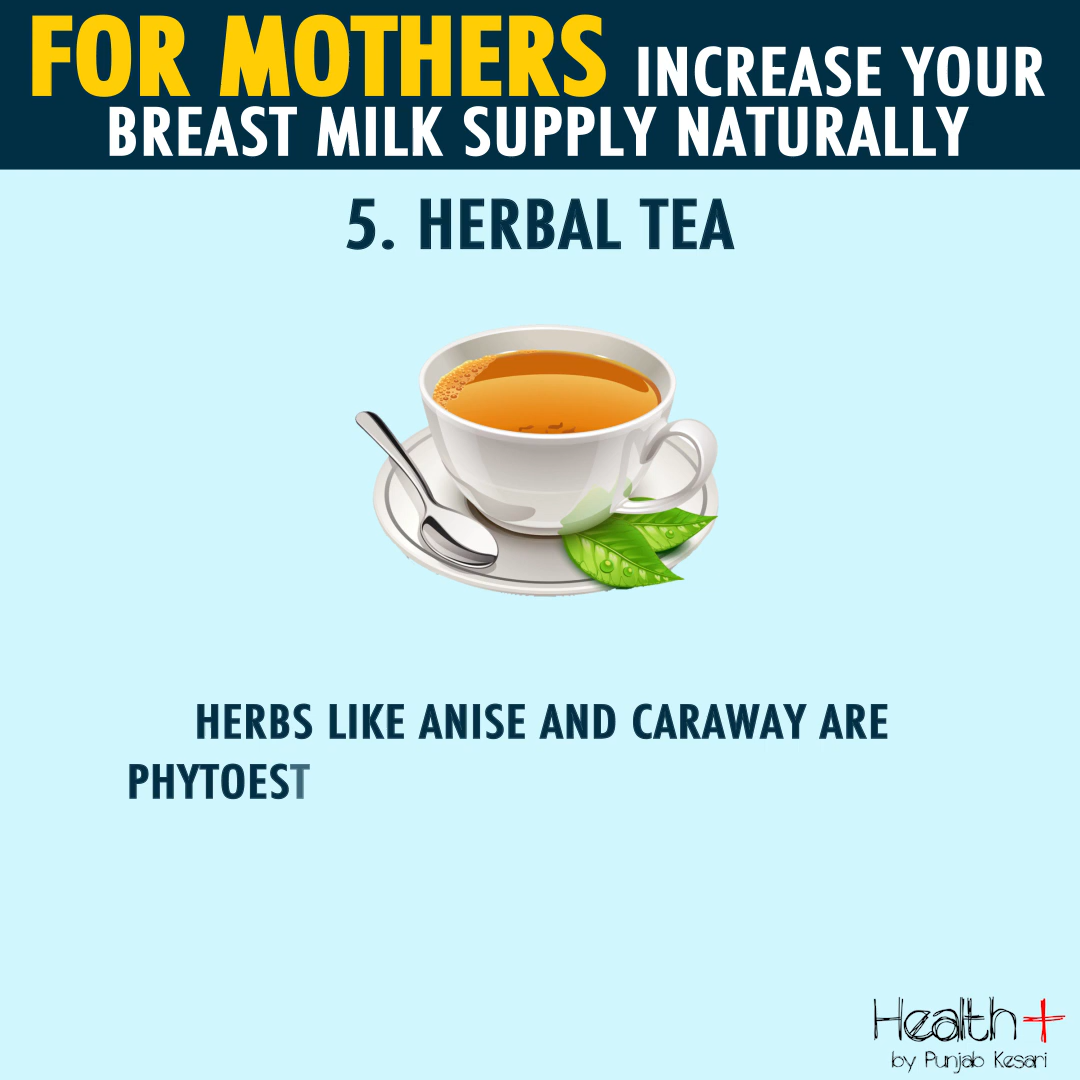 FOR MOTHERS INCREASE YOUR
BREAST MILK SUPPLY NATURALLY
5. HERBAL TEA
HERBS LIKE ANISE AND CARAWAY ARE
PHYTOEST
Health+
by Punjab Kesari